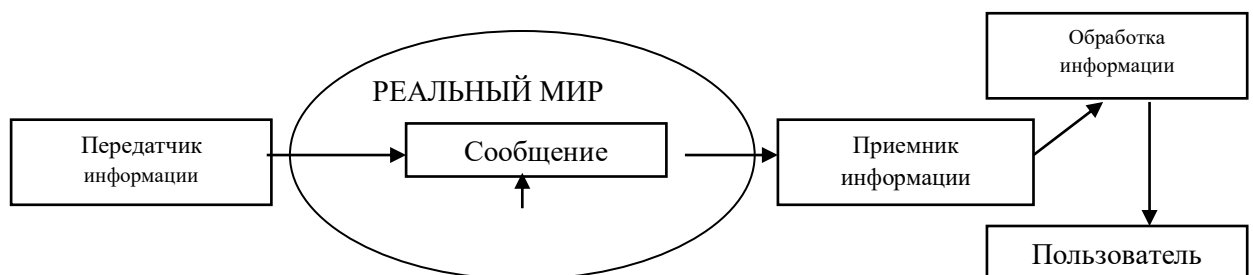 Обработка
информации
РЕАЛЬНЫЙ МИР
Передатчик
информации
Сообщение
Приемник
информации
Пользователь